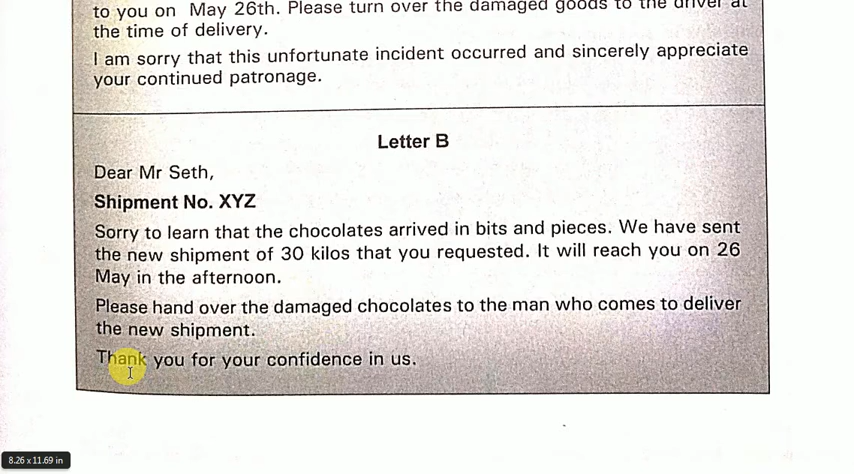 to you on May 26th. Please turn over the damaged goods to the driver at
the time of delivery.
I am sorry that this unfortunate incident occurred and sincerely appreciate
your continued patronage.
Letter B
Dear Mr Seth,
Shipment No. XYZ
Sorry to learn that the chocolates arrived in bits and pieces. We have sent
the new shipment of 30 kilos that you requested. It will reach you on 26
May in the afternoon.
Please hand over the damaged chocolates to the man who comes to deliver
the new shipment.
Thank you for your confidence in us.
8.26 x 11.69 in